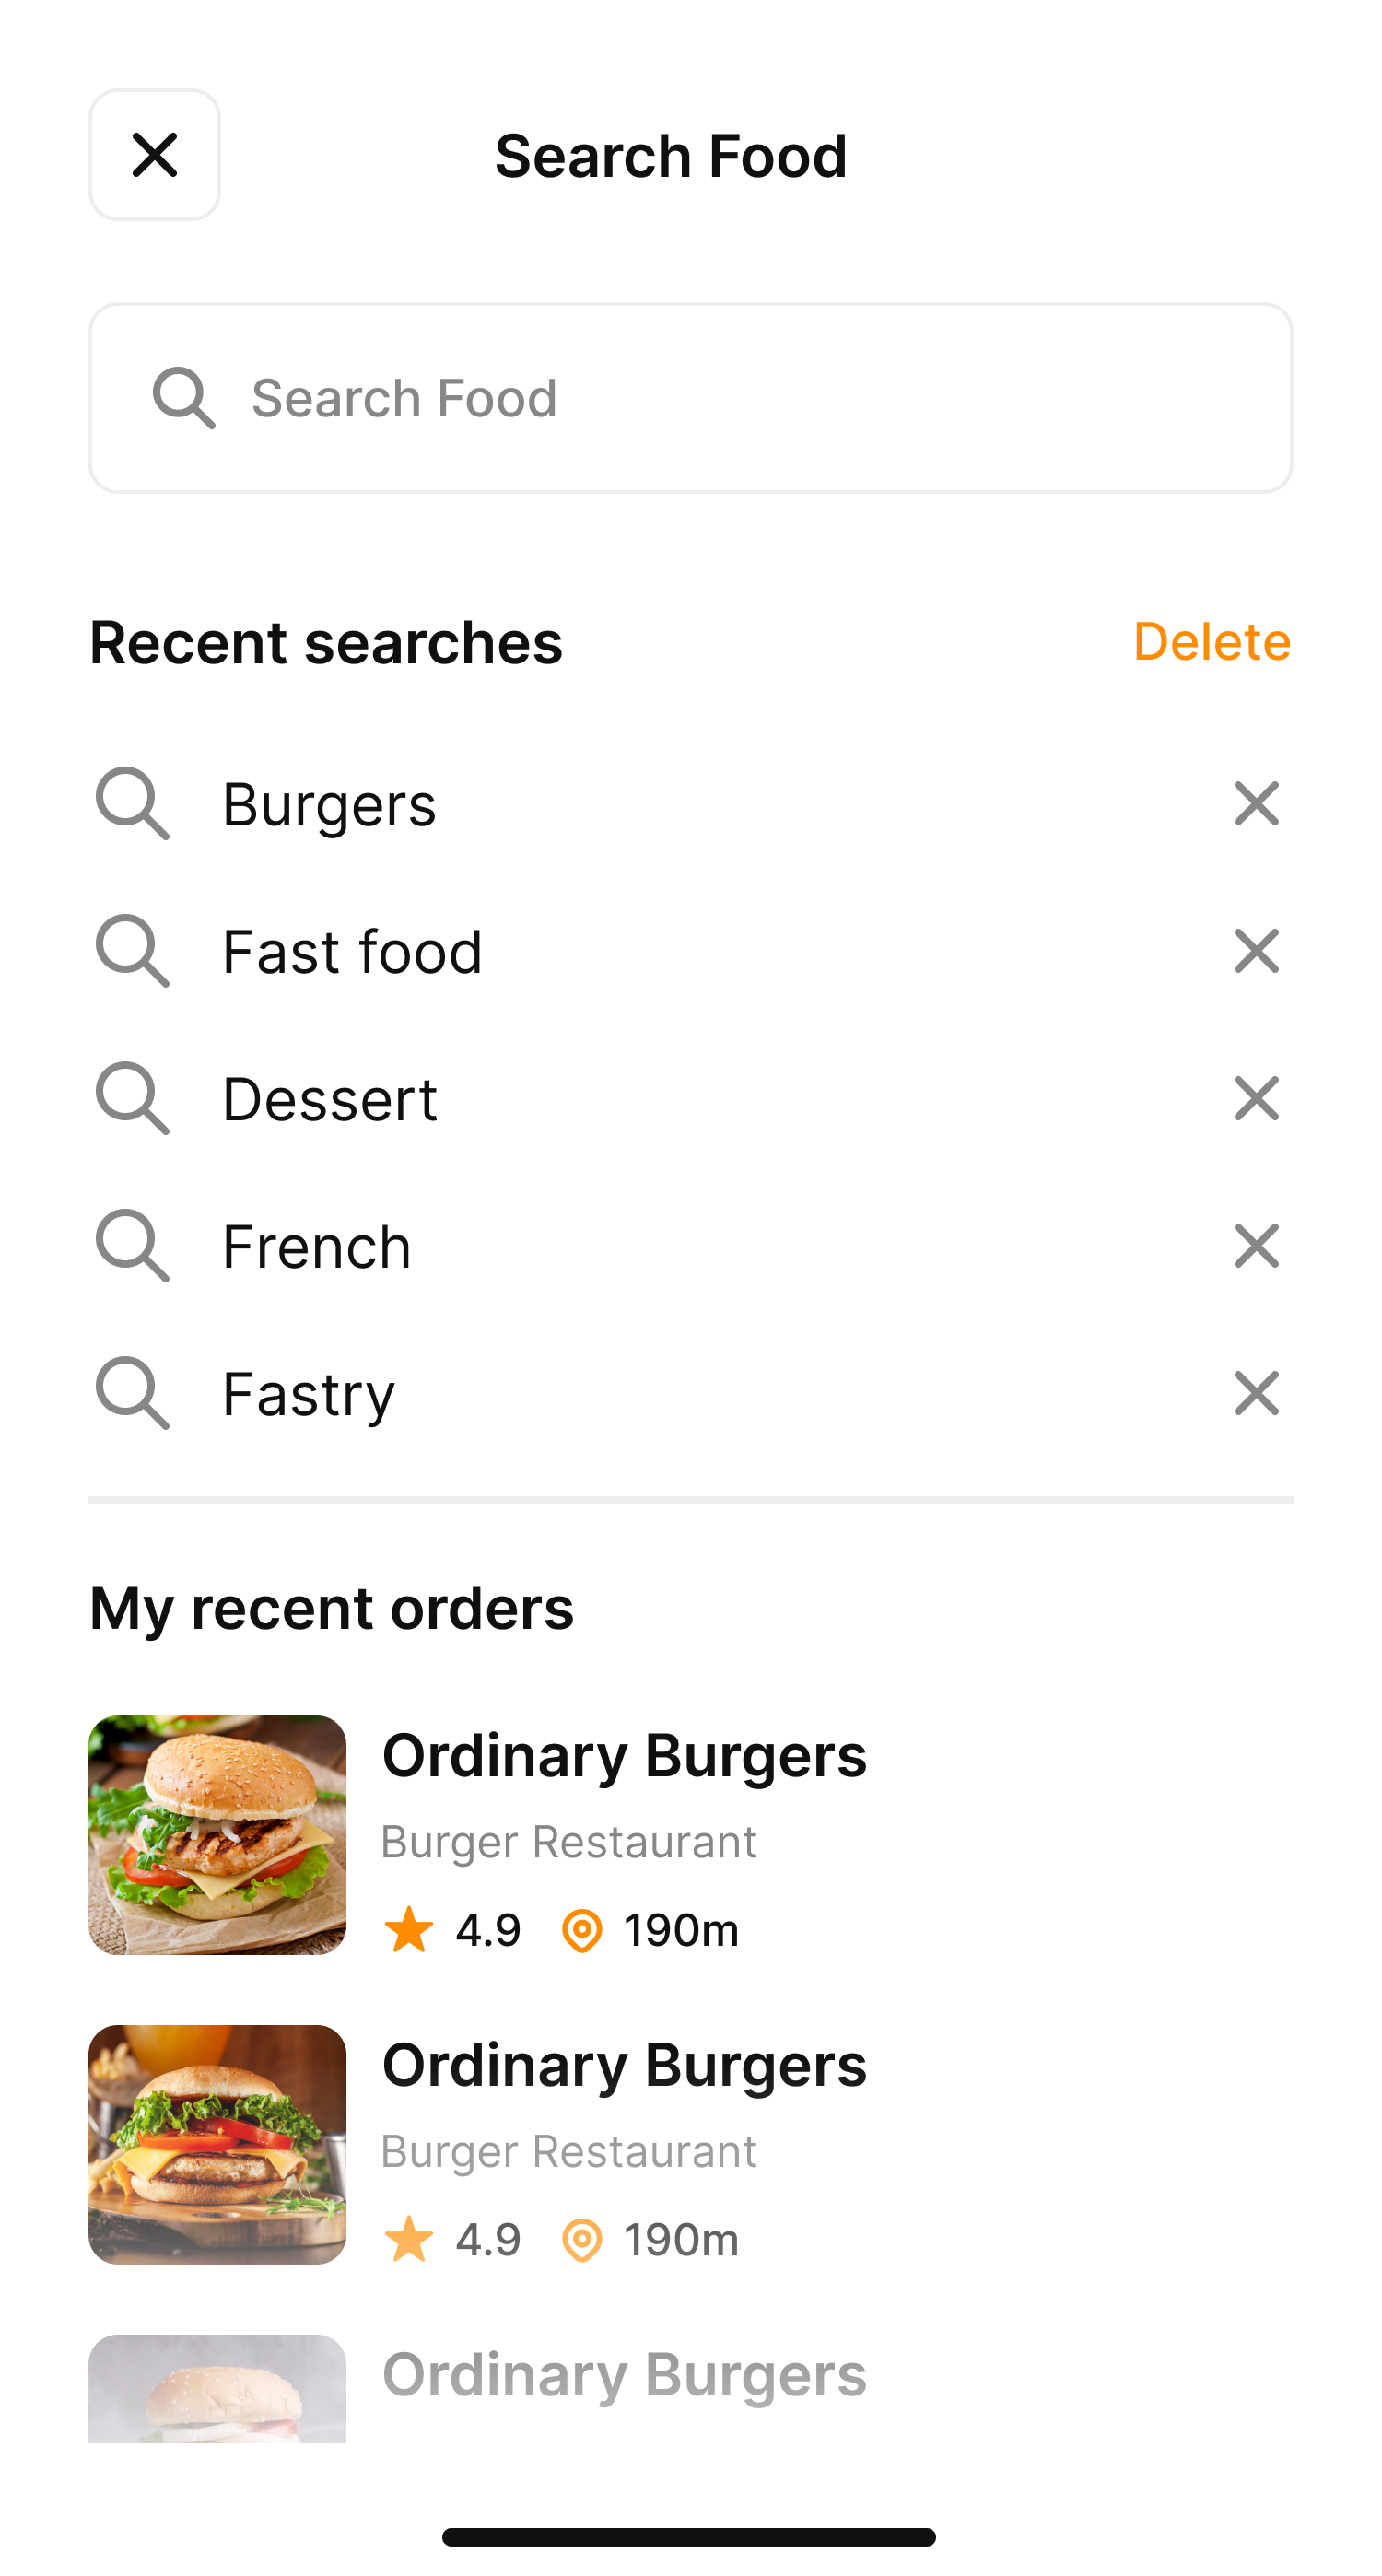 Search Food
Search Food
Recent searches
Delete
Burgers
Fast food
Dessert
French
Fastry
My recent orders
Ordinary Burgers
Burger Restaurant
4.9 190m
Ordinary Burgers
Burger Restaurant
4.9 190m
Ordinary Burgers